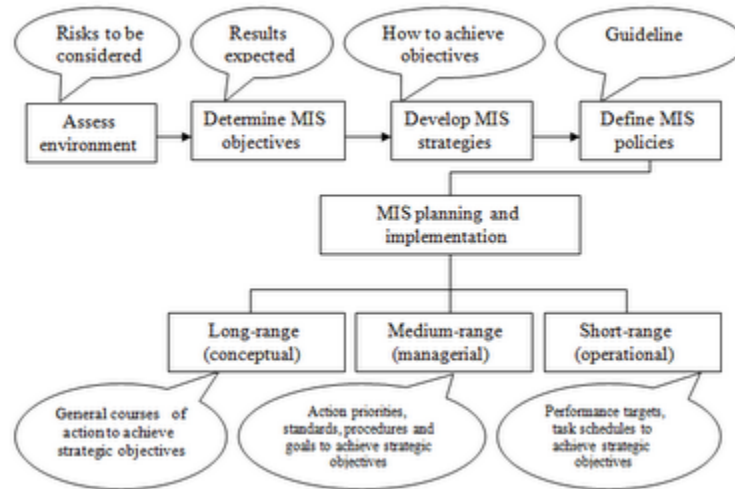 Risks to be
considered
Results
expected
How to achieve
objectives
Guideline
Assess
environment
Determine MIS
objectives
Develop MIS
strategies
Define MIS
policies
MIS planning and
implementation
Long-range
(conceptual)
Medium-range
(managerial)
Short-range
(operational)
General courses of
action to achieve
strategic objectives
Action priorities,
standards, procedures and
goals to achieve strategic
objectives
Performance targets,
task schedules to
achieve strategic
objectives